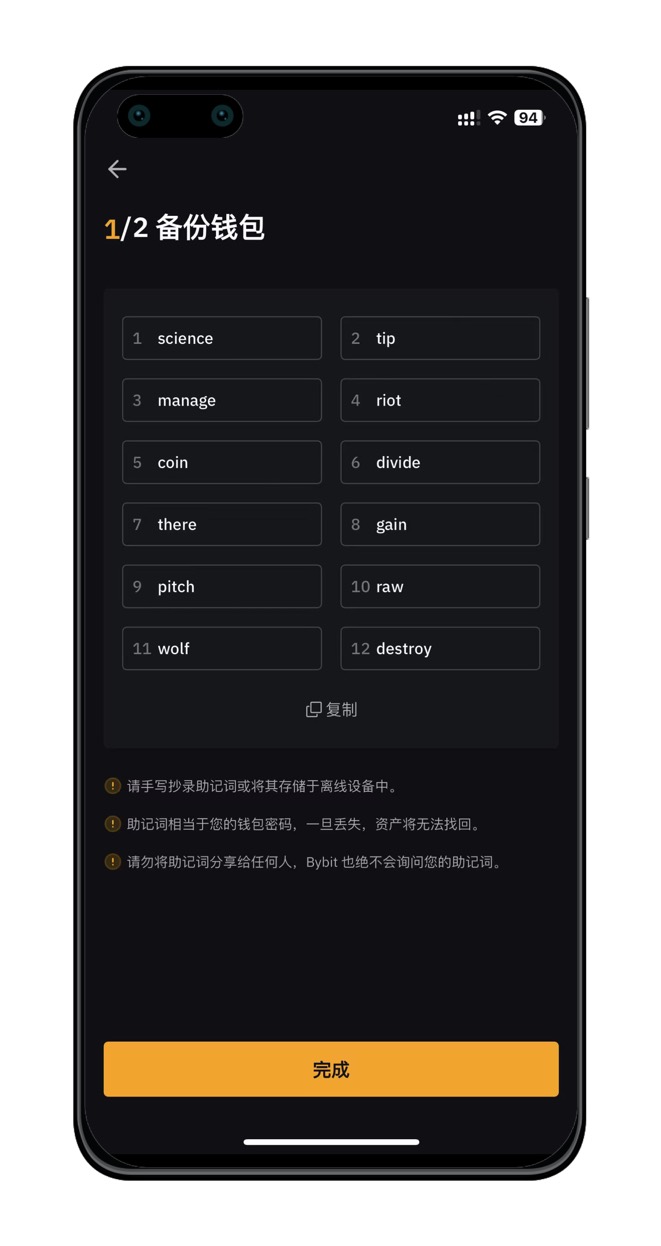 94
1/2 备份钱包
1 science
2 tip
3 manage
4 riot
5 coin
6 divide
7 there
8 gain
9 pitch
10 raw
11 wolf
12 destroy
复制
请手写抄录助记词或将其存储于离线设备中。
助记词相当于您的钱包密码，一旦丢失，资产将无法找回。
请勿将助记词分享给任何人，Bybit 也绝不会询问您的助记词。
完成